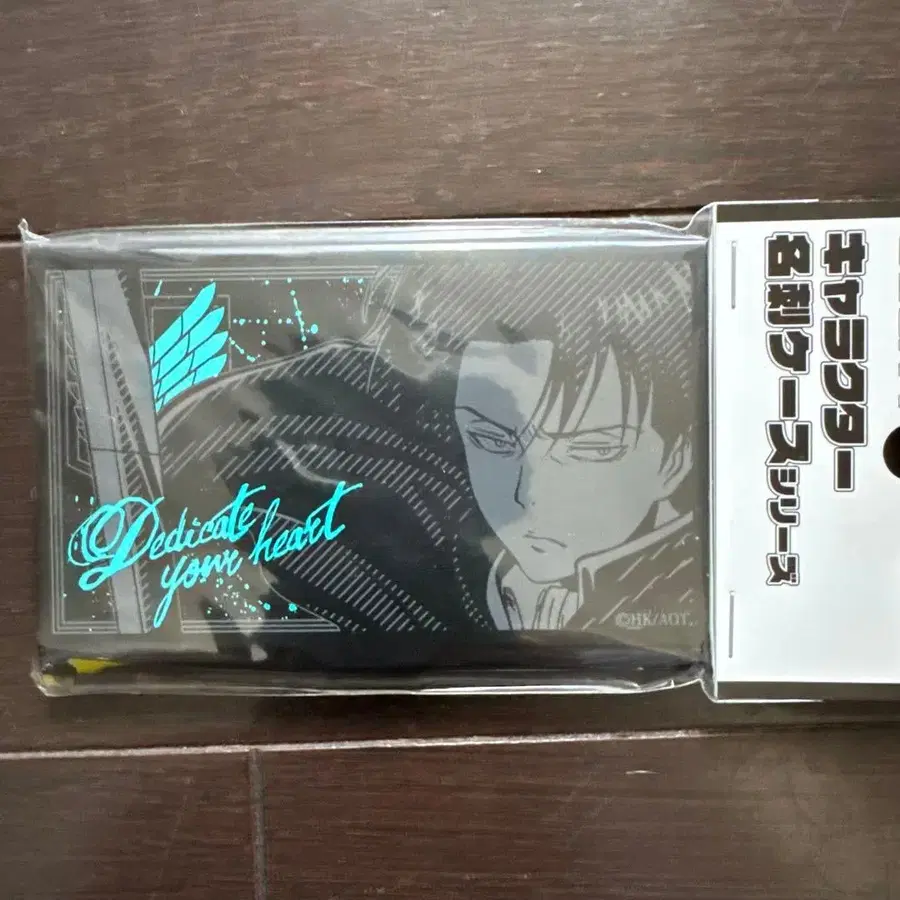 Dedicate
your heart
©HK/AOT.
キャラクター
名刺ケースシリーズ